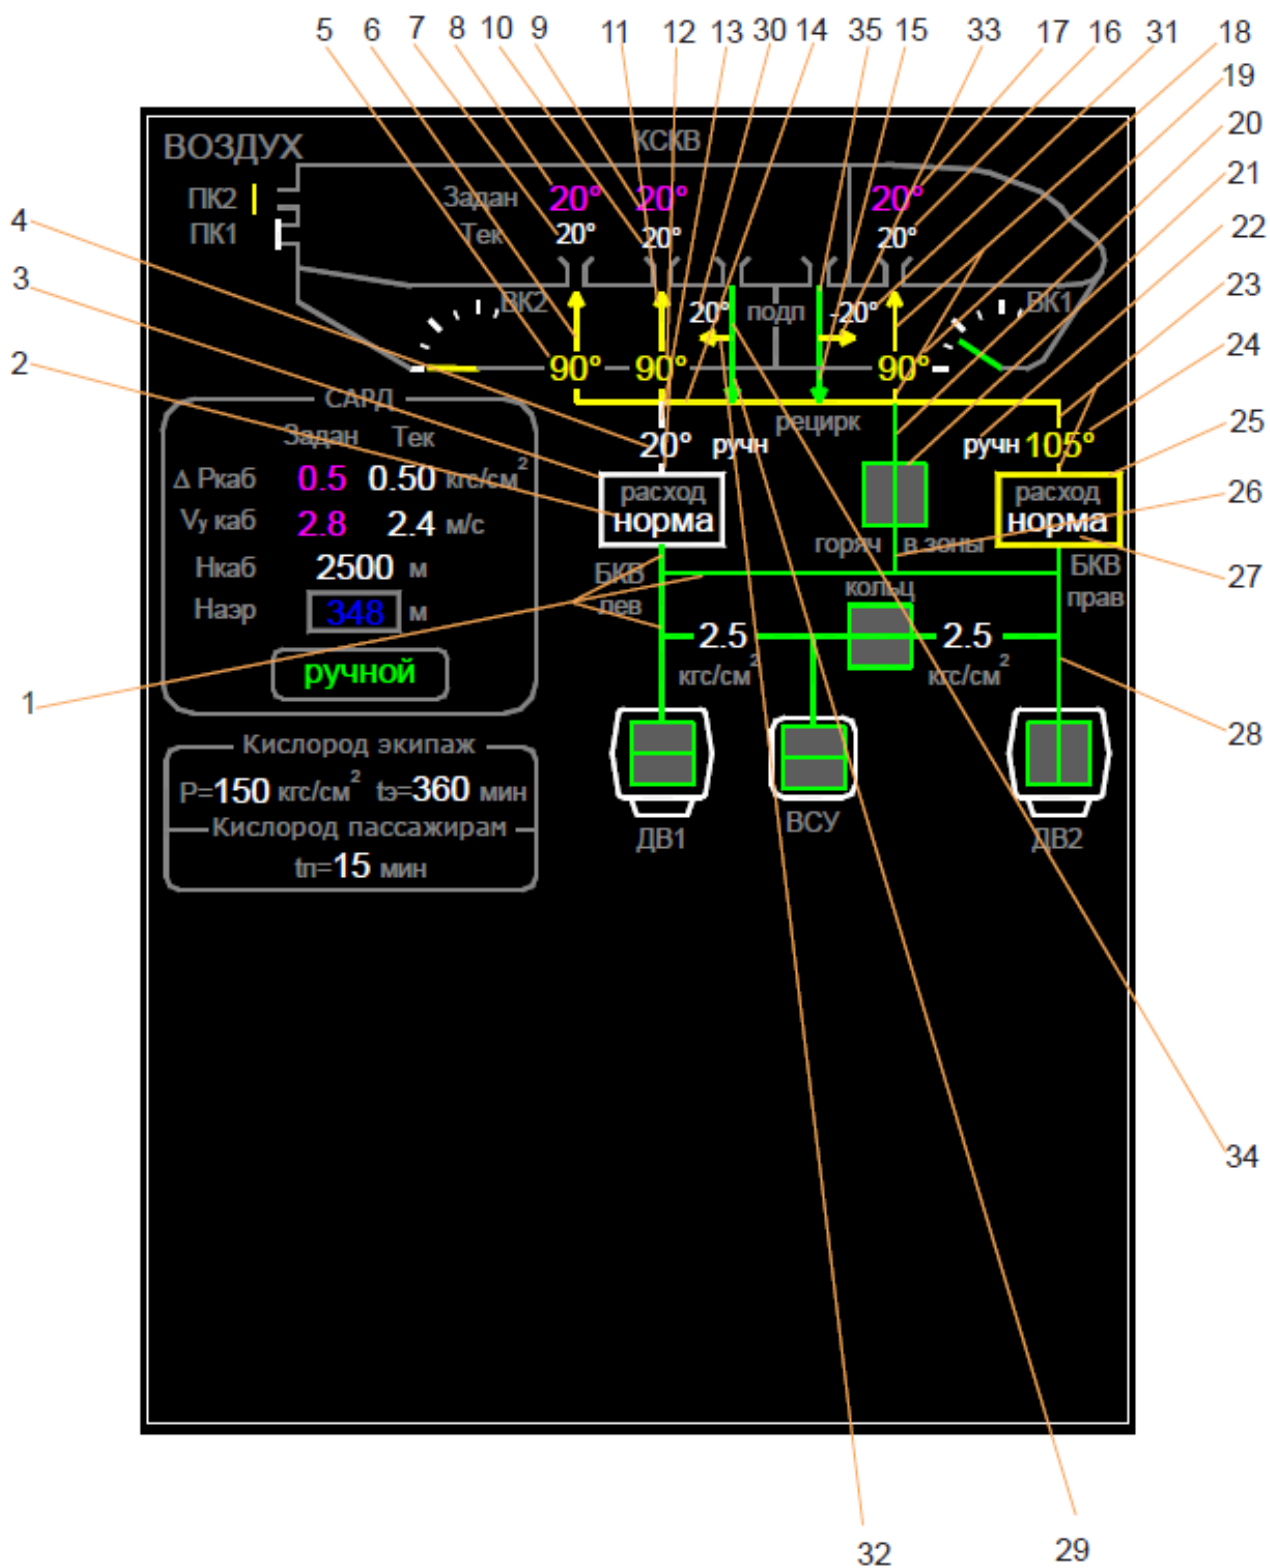 5 6 7 8 10 9 11 12 13 30 14 35 15 33 17 16 31 18
19
20
21
22
23
24
25
26
27
28
4
3
2
1
34
32
29
ВОЗДУХ
КСКВ
ПК2
ПК1
Задан 20° 20° 20°
Тек 20° 20° 20°
ВК2 20° подп -20° ВК1
90° 90° 90°
САРД
Задан Тек
Δ Ркаб 0.5 0.50 кгс/см²
Vу каб 2.8 2.4 м/с
Нкаб 2500 м
Наэр 348 м
ручной
рецирк
20° ручн
ручн 105°
расход
норма
расход
норма
горяч в зоны
БКВ
лев
кольц
БКВ
прав
2.5
кгс/см²
2.5
кгс/см²
ДВ1 ВСУ ДВ2
Кислород экипаж
Р=150 кгс/см² tэ=360 мин
Кислород пассажирам
tп=15 мин